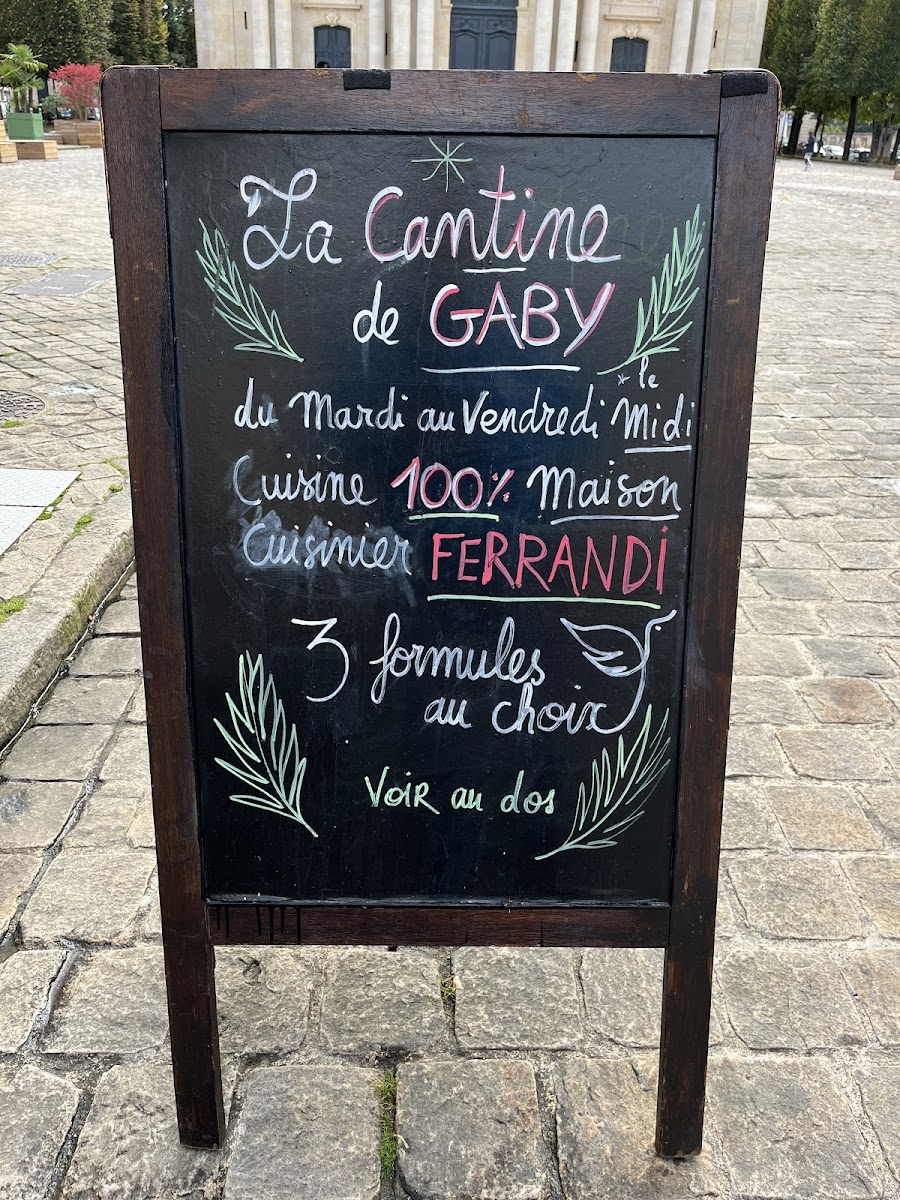 La Cantine
de GABY
* le
du Mardi au Vendredi Midi
Cuisine 100% Maison
Cuisinier FERRANDI
3 formules
au choix
Voir au dos